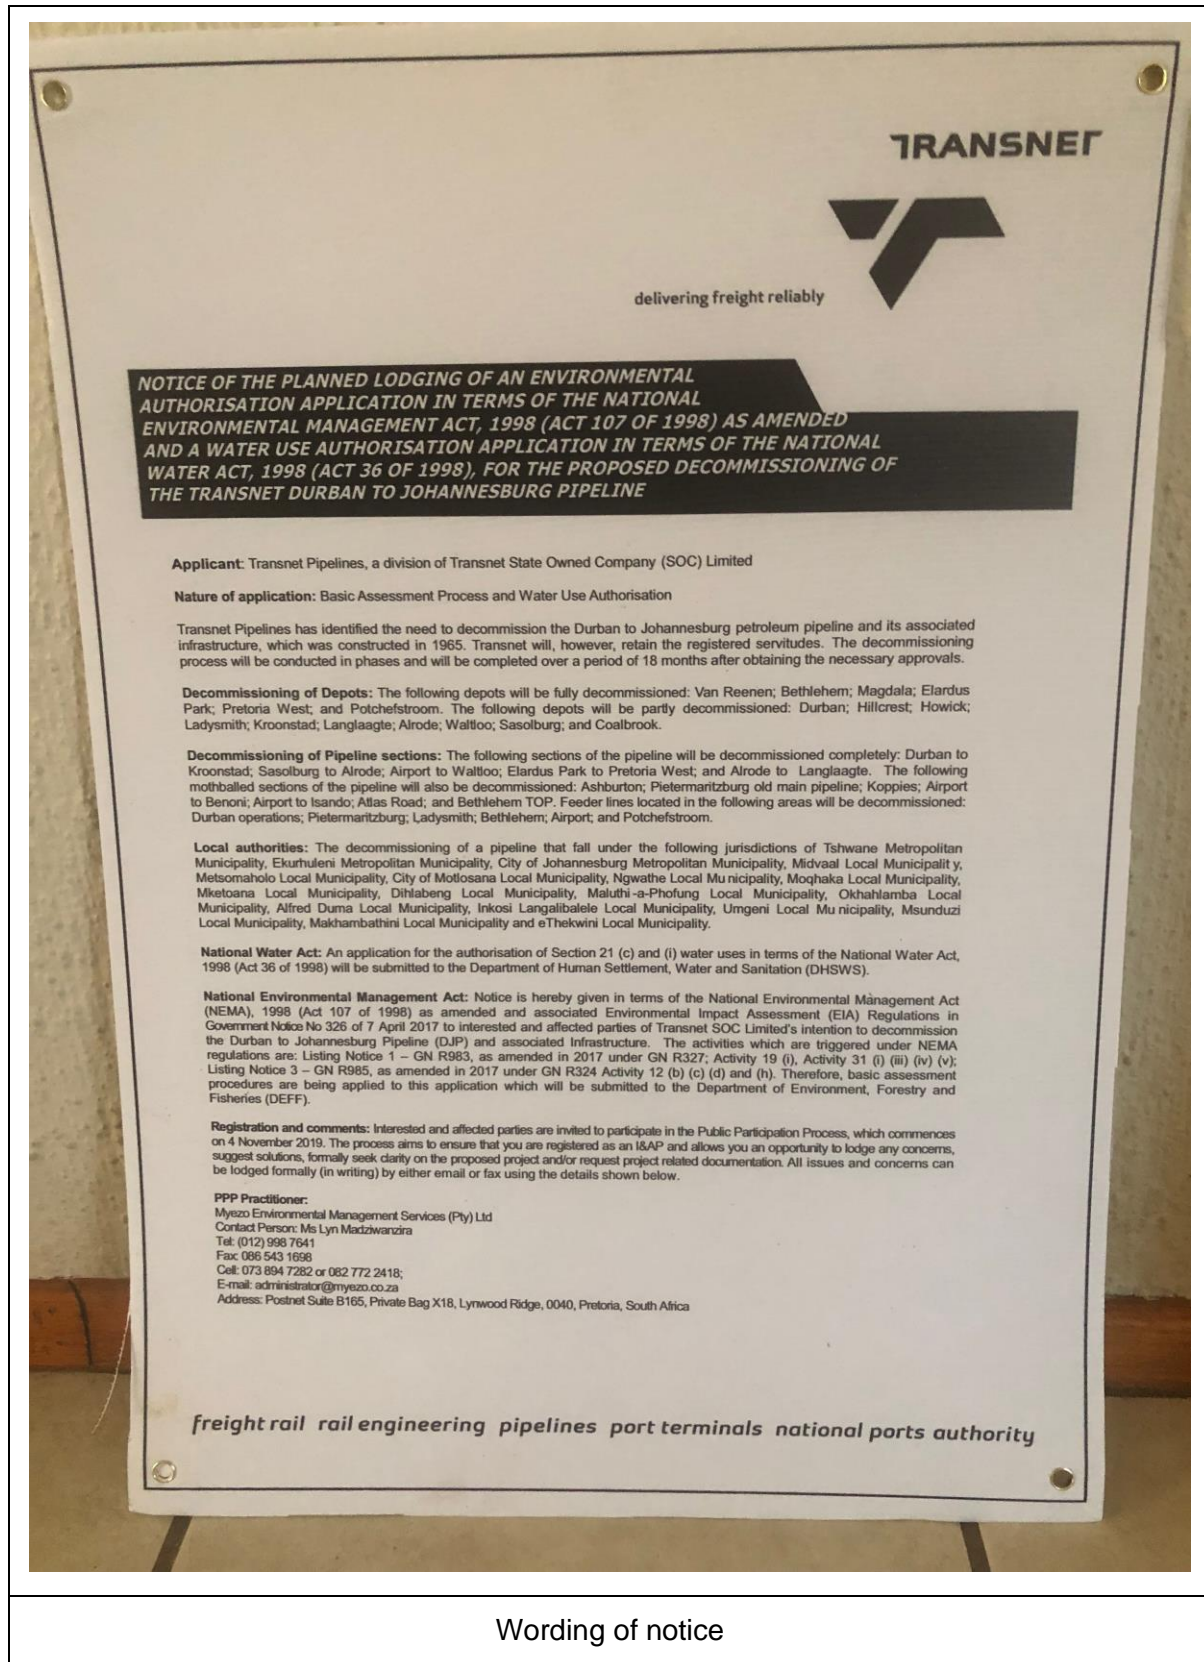 TRANSNET
delivering freight reliably
NOTICE OF THE PLANNED LODGING OF AN ENVIRONMENTAL
AUTHORISATION APPLICATION IN TERMS OF THE NATIONAL
ENVIRONMENTAL MANAGEMENT ACT, 1998 (ACT 107 OF 1998) AS AMENDED
AND A WATER USE AUTHORISATION APPLICATION IN TERMS OF THE NATIONAL
WATER ACT, 1998 (ACT 36 OF 1998), FOR THE PROPOSED DECOMMISSIONING OF
THE TRANSNET DURBAN TO JOHANNESBURG PIPELINE
Applicant: Transnet Pipelines, a division of Transnet State Owned Company (SOC) Limited
Nature of application: Basic Assessment Process and Water Use Authorisation
Transnet Pipelines has identified the need to decommission the Durban to Johannesburg petroleum pipeline and its associated
infrastructure, which was constructed in 1965. Transnet will, however, retain the registered servitudes. The decommissioning
process will be conducted in phases and will be completed over a period of 18 months after obtaining the necessary approvals.
Decommissioning of Depots: The following depots will be fully decommissioned: Van Reenen; Bethlehem; Magdala; Elardus
Park; Pretoria West; and Potchefstroom. The following depots will be partly decommissioned: Durban; Hillcrest; Howick;
Ladysmith; Kroonstad; Langlaagte; Alrode; Waltloo; Sasolburg; and Coalbrook.
Decommissioning of Pipeline sections: The following sections of the pipeline will be decommissioned completely: Durban to
Kroonstad; Sasolburg to Alrode; Airport to Waltloo; Elardus Park to Pretoria West; and Alrode to Langlaagte. The following
mothballed sections of the pipeline will also be decommissioned: Ashburton; Pietermaritzburg old main pipeline; Koppies; Airport
to Benoni; Airport to Isando; Atlas Road; and Bethlehem TOP. Feeder lines located in the following areas will be decommissioned:
Durban operations; Pietermaritzburg; Ladysmith; Bethlehem; Airport; and Potchefstroom.
Local authorities: The decommissioning of a pipeline that fall under the following jurisdictions of Tshwane Metropolitan
Municipality, Ekurhuleni Metropolitan Municipality, City of Johannesburg Metropolitan Municipality, Midvaal Local Municipalit y,
Metsomaholo Local Municipality, City of Motlosana Local Municipality, Ngwathe Local Mu nicipality, Moqhaka Local Municipality,
Mketoana Local Municipality, Dihlabeng Local Municipality, Maluthi-a-Phofung Local Municipality, Okhahlamba Local
Municipality, Alfred Duma Local Municipality, Inkosi Langalibalele Local Municipality, Umgeni Local Mu nicipality, Msunduzi
Local Municipality, Makhambathini Local Municipality and eThekwini Local Municipality.
National Water Act: An application for the authorisation of Section 21 (c) and (i) water uses in terms of the National Water Act,
1998 (Act 36 of 1998) will be submitted to the Department of Human Settlement, Water and Sanitation (DHSWS).
National Environmental Management Act: Notice is hereby given in terms of the National Environmental Management Act
(NEMA), 1998 (Act 107 of 1998) as amended and associated Environmental Impact Assessment (EIA) Regulations in
Government Notice No 326 of 7 April 2017 to interested and affected parties of Transnet SOC Limited's intention to decommission
the Durban to Johannesburg Pipeline (DJP) and associated Infrastructure. The activities which are triggered under NEMA
regulations are: Listing Notice 1 – GN R983, as amended in 2017 under GN R327; Activity 19 (i), Activity 31 (i) (iii) (iv) (v);
Listing Notice 3 – GN R985, as amended in 2017 under GN R324 Activity 12 (b) (c) (d) and (h). Therefore, basic assessment
procedures are being applied to this application which will be submitted to the Department of Environment, Forestry and
Fisheries (DEFF).
Registration and comments: Interested and affected parties are invited to participate in the Public Participation Process, which commences
on 4 November 2019. The process aims to ensure that you are registered as an I&AP and allows you an opportunity to lodge any concerns,
suggest solutions, formally seek clarity on the proposed project and/or request project related documentation. All issues and concerns can
be lodged formally (in writing) by either email or fax using the details shown below.
PPP Practitioner:
Myezo Environmental Management Services (Pty) Ltd
Contact Person: Ms Lyn Madziwanzira
Tel: (012) 998 7641
Fax: 086 543 1698
Cell: 073 894 7282 or 082 772 2418;
E-mail: administrator@myezo.co.za
Address: Postnet Suite B165, Private Bag X18, Lynwood Ridge, 0040, Pretoria, South Africa
freight rail rail engineering pipelines port terminals national ports authority
Wording of notice